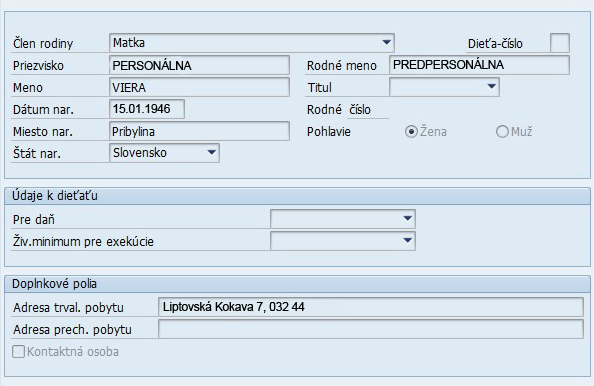 Člen rodiny Matka Dieťa-číslo
Priezvisko PERSONÁLNA Rodné meno PREDPERSONÁLNA
Meno VIERA Titul
Dátum nar. 15.01.1946 Rodné číslo
Miesto nar. Pribylina Pohlavie Žena Muž
Štát nar. Slovensko
Údaje k dieťaťu
Pre daň
Živ.minimum pre exekúcie
Doplnkové polia
Adresa trval. pobytu Liptovská Kokava 7, 032 44
Adresa prech. pobytu
Kontaktná osoba